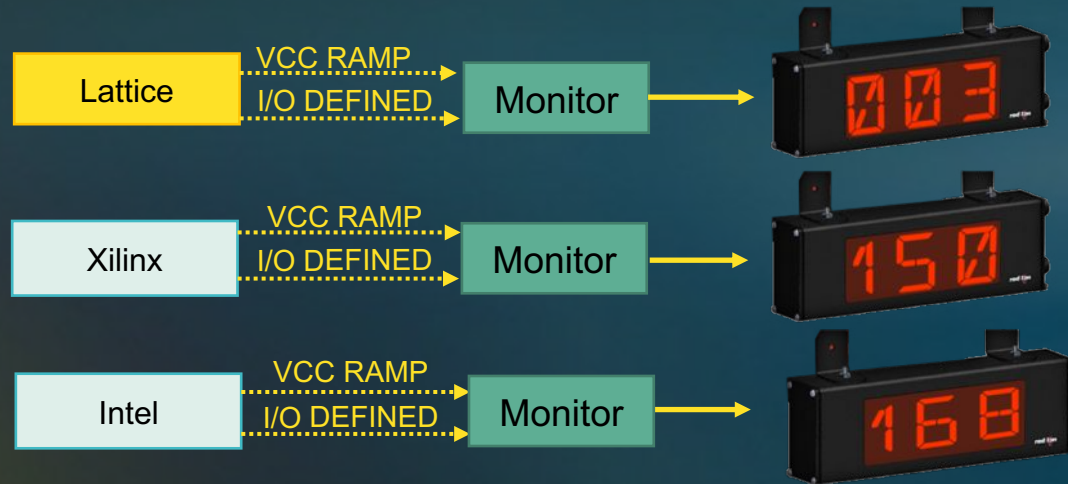 Lattice
VCC RAMP
I/O DEFINED
Monitor
003
Xilinx
VCC RAMP
I/O DEFINED
Monitor
150
Intel
VCC RAMP
I/O DEFINED
Monitor
168